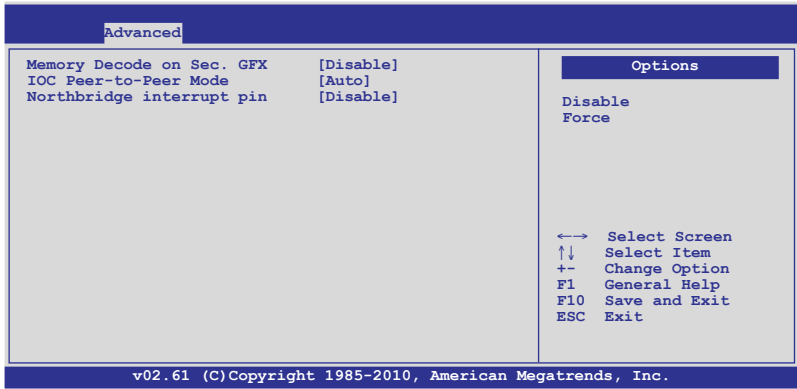 Advanced
Memory Decode on Sec. GFX [Disable]
IOC Peer-to-Peer Mode [Auto]
Northbridge interrupt pin [Disable]
Options
Disable
Force
←→ Select Screen
↑↓ Select Item
+- Change Option
F1 General Help
F10 Save and Exit
ESC Exit
v02.61 (C)Copyright 1985-2010, American Megatrends, Inc.